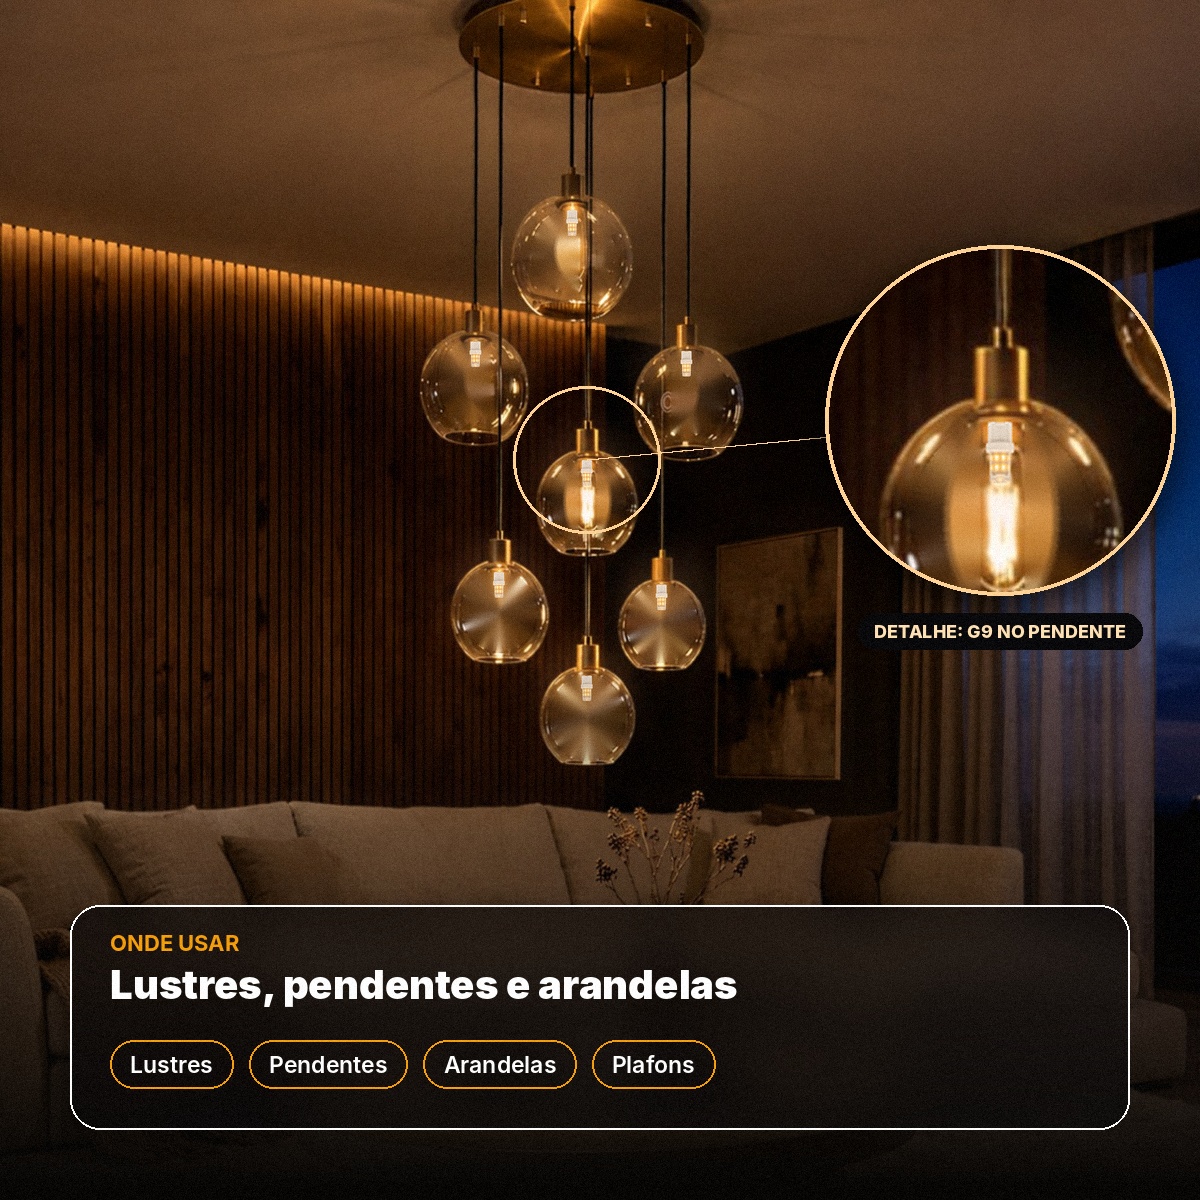 DETALHE: G9 NO PENDENTE
ONDE USAR
Lustres, pendentes e arandelas
Lustres
Pendentes
Arandelas
Plafons